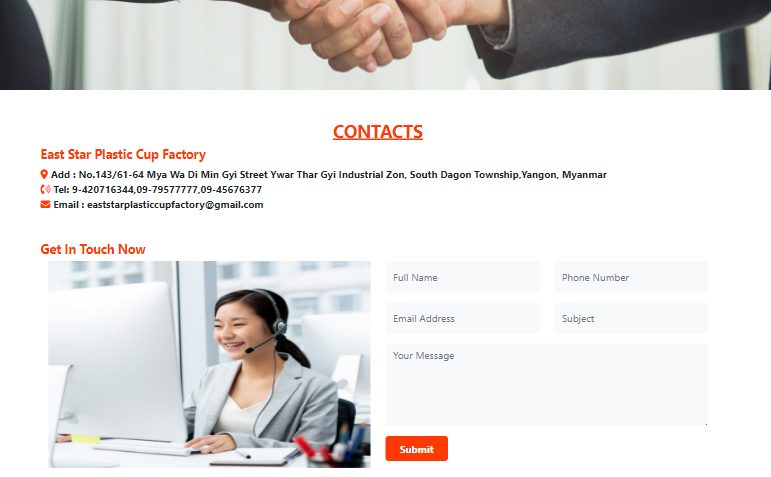 CONTACTS
East Star Plastic Cup Factory
Add : No.143/61-64 Mya Wa Di Min Gyi Street Ywar Thar Gyi Industrial Zon, South Dagon Township,Yangon, Myanmar
Tel: 9-420716344,09-79577777,09-45676377
Email : eaststarplasticcupfactory@gmail.com
Get In Touch Now
Full Name
Phone Number
Email Address
Subject
Your Message
Submit